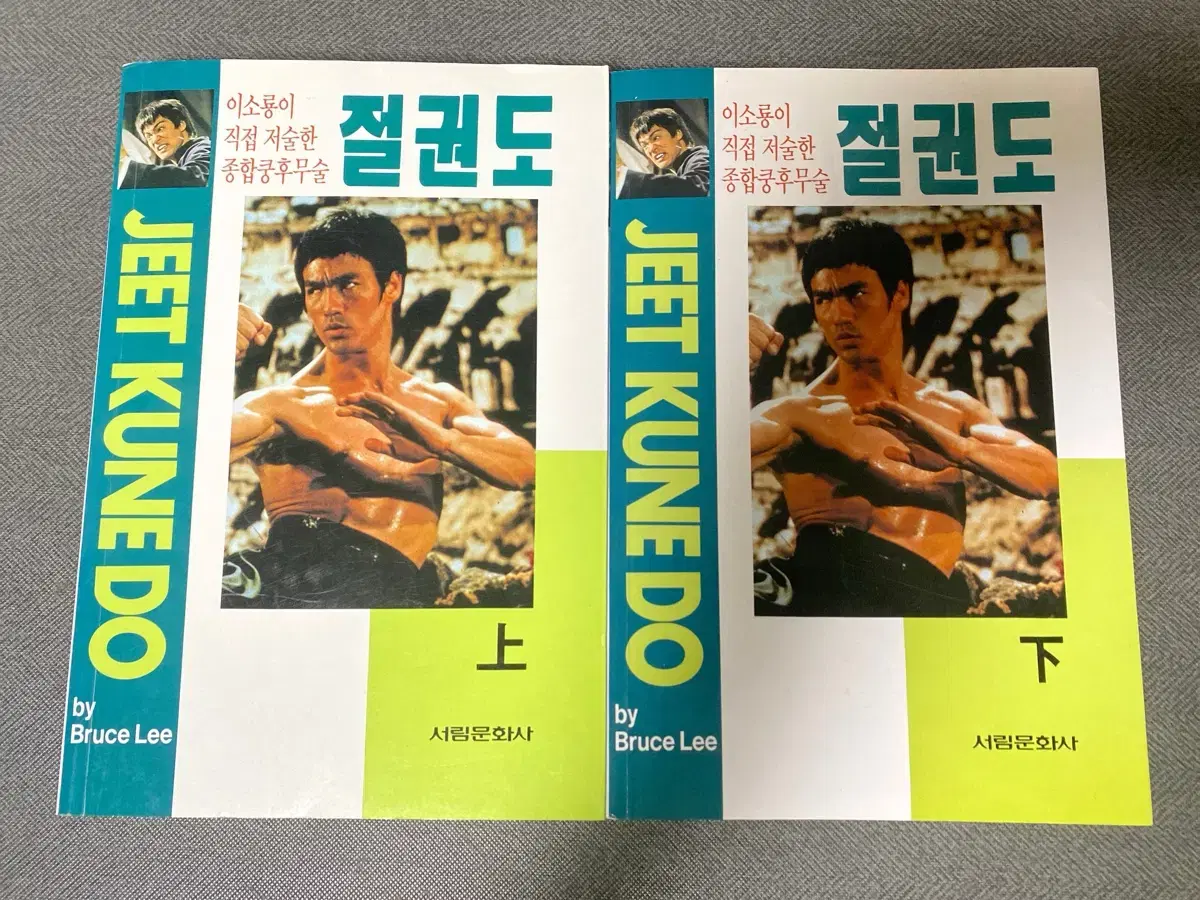 이소룡이
직접 저술한
종합쿵후무술
절권도
JEET KUNE DO
上
by
Bruce Lee
서림문화사
이소룡이
직접 저술한
종합쿵후무술
절권도
JEET KUNE DO
下
by
Bruce Lee
서림문화사